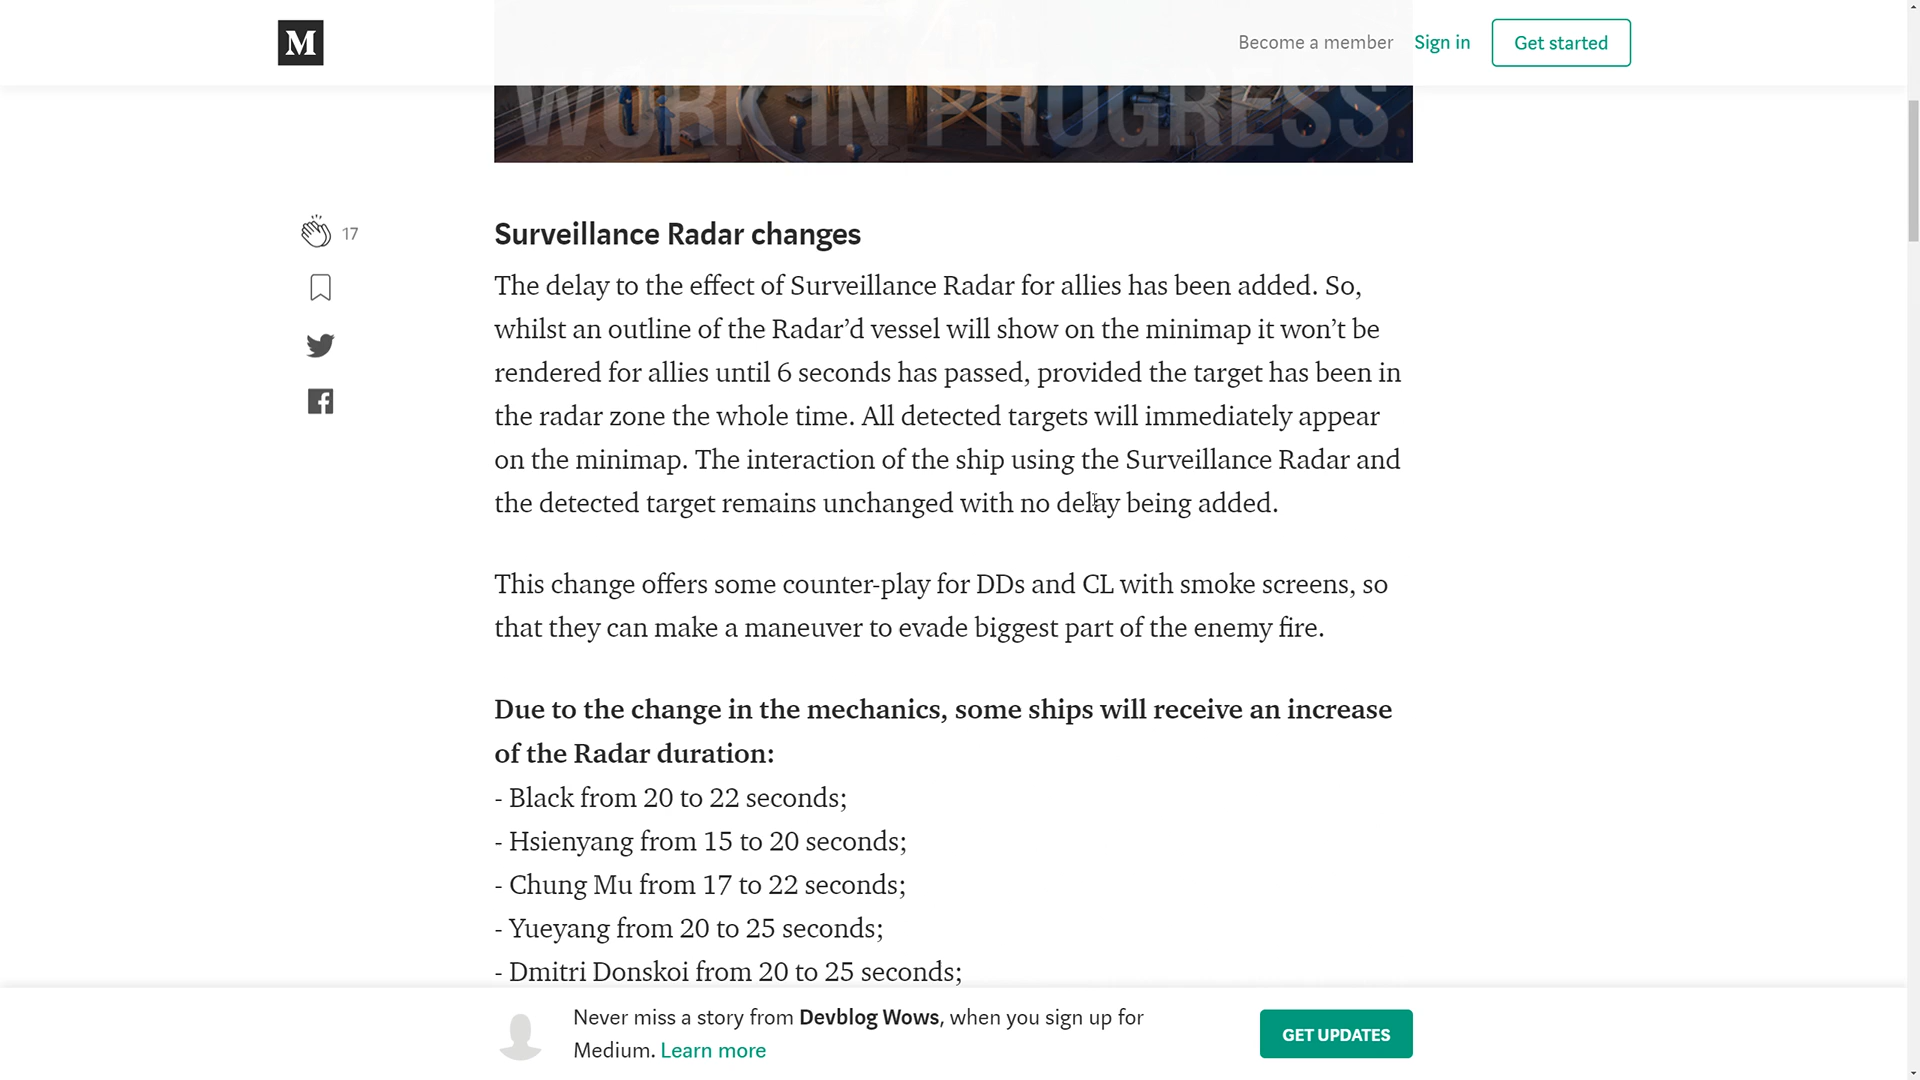 M
Become a member
Sign in
Get started
WORK IN PROGRESS
17
Surveillance Radar changes
The delay to the effect of Surveillance Radar for allies has been added. So,
whilst an outline of the Radar’d vessel will show on the minimap it won’t be
rendered for allies until 6 seconds has passed, provided the target has been in
the radar zone the whole time. All detected targets will immediately appear
on the minimap. The interaction of the ship using the Surveillance Radar and
the detected target remains unchanged with no delay being added.
This change offers some counter-play for DDs and CL with smoke screens, so
that they can make a maneuver to evade biggest part of the enemy fire.
Due to the change in the mechanics, some ships will receive an increase
of the Radar duration:
- Black from 20 to 22 seconds;
- Hsienyang from 15 to 20 seconds;
- Chung Mu from 17 to 22 seconds;
- Yueyang from 20 to 25 seconds;
- Dmitri Donskoi from 20 to 25 seconds;
Never miss a story from Devblog Wows, when you sign up for
Medium. Learn more
GET UPDATES